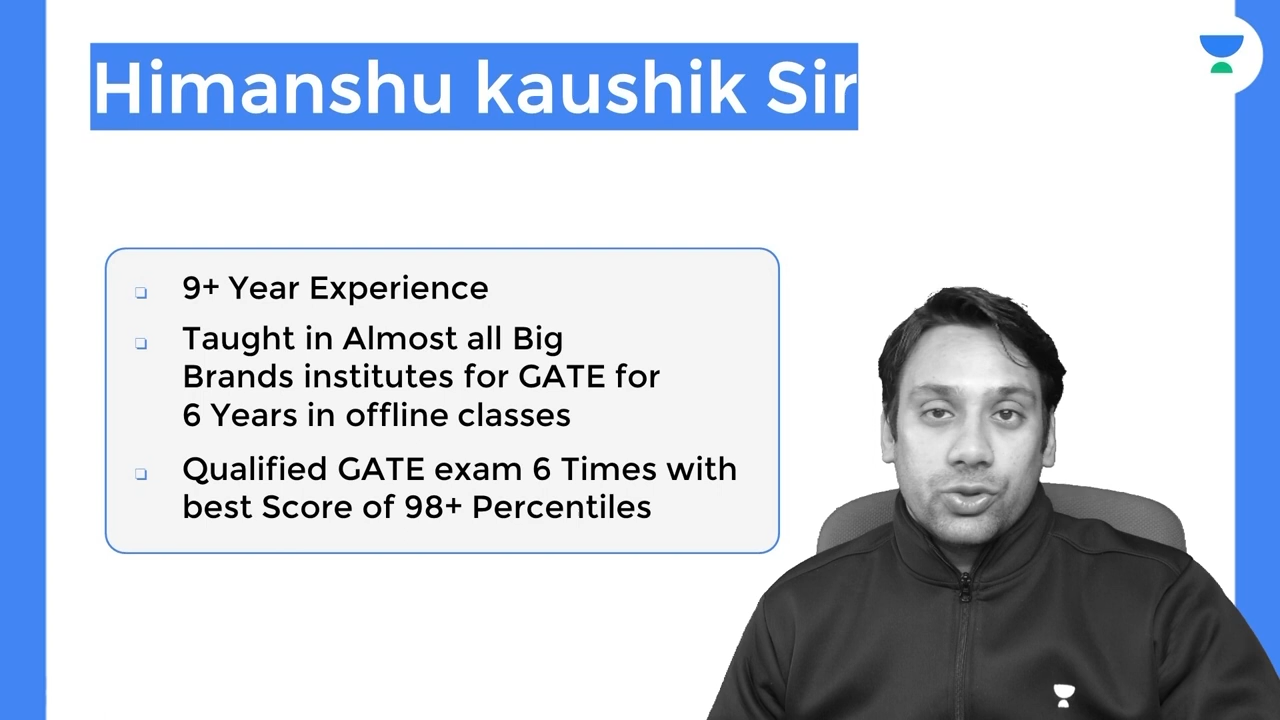 Himanshu kaushik Sir
9+ Year Experience
Taught in Almost all Big
Brands institutes for GATE for
6 Years in offline classes
Qualified GATE exam 6 Times with
best Score of 98+ Percentiles